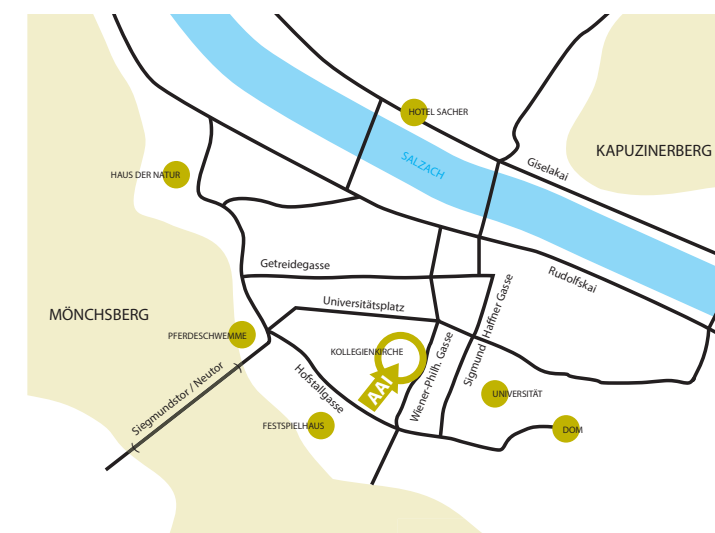 HOTEL SACHER
KAPUZINERBERG
SALZACH
Giselakai
HAUS DER NATUR
Getreidegasse
Rudolfskai
Universitätsplatz
MÖNCHSBERG
Sigmund Haffner Gasse
PFERDESCHWEMME
KOLLEGIENKIRCHE
Wiener-Philh. Gasse
AAI
Hofstallgasse
Siegmundstor / Neutor
UNIVERSITÄT
FESTSPIELHAUS
DOM